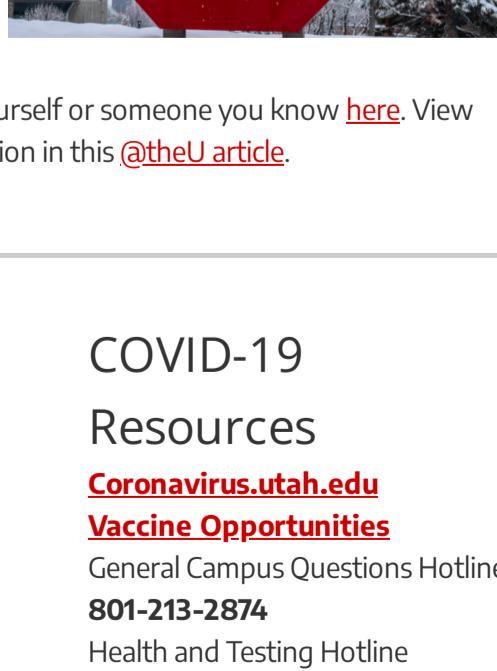 urself or someone you know here. View
ion in this @theU article.
COVID-19
Resources
Coronavirus.utah.edu
Vaccine Opportunities
General Campus Questions Hotline
801-213-2874
Health and Testing Hotline